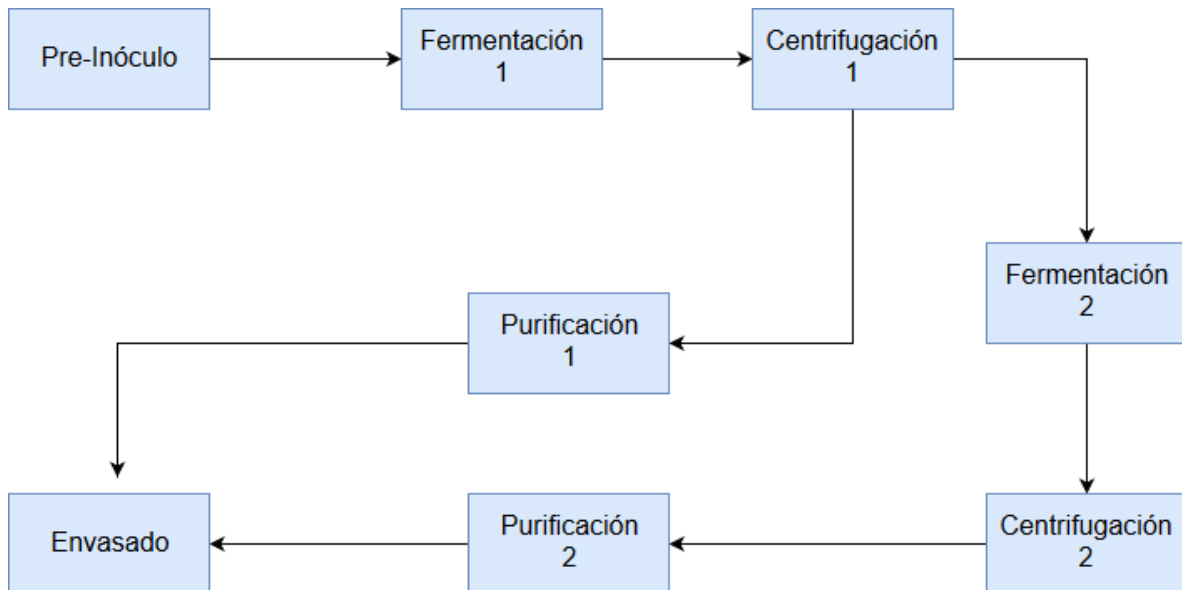 Pre-Inóculo
Fermentación
1
Centrifugación
1
Fermentación
2
Purificación
1
Envasado
Purificación
2
Centrifugación
2